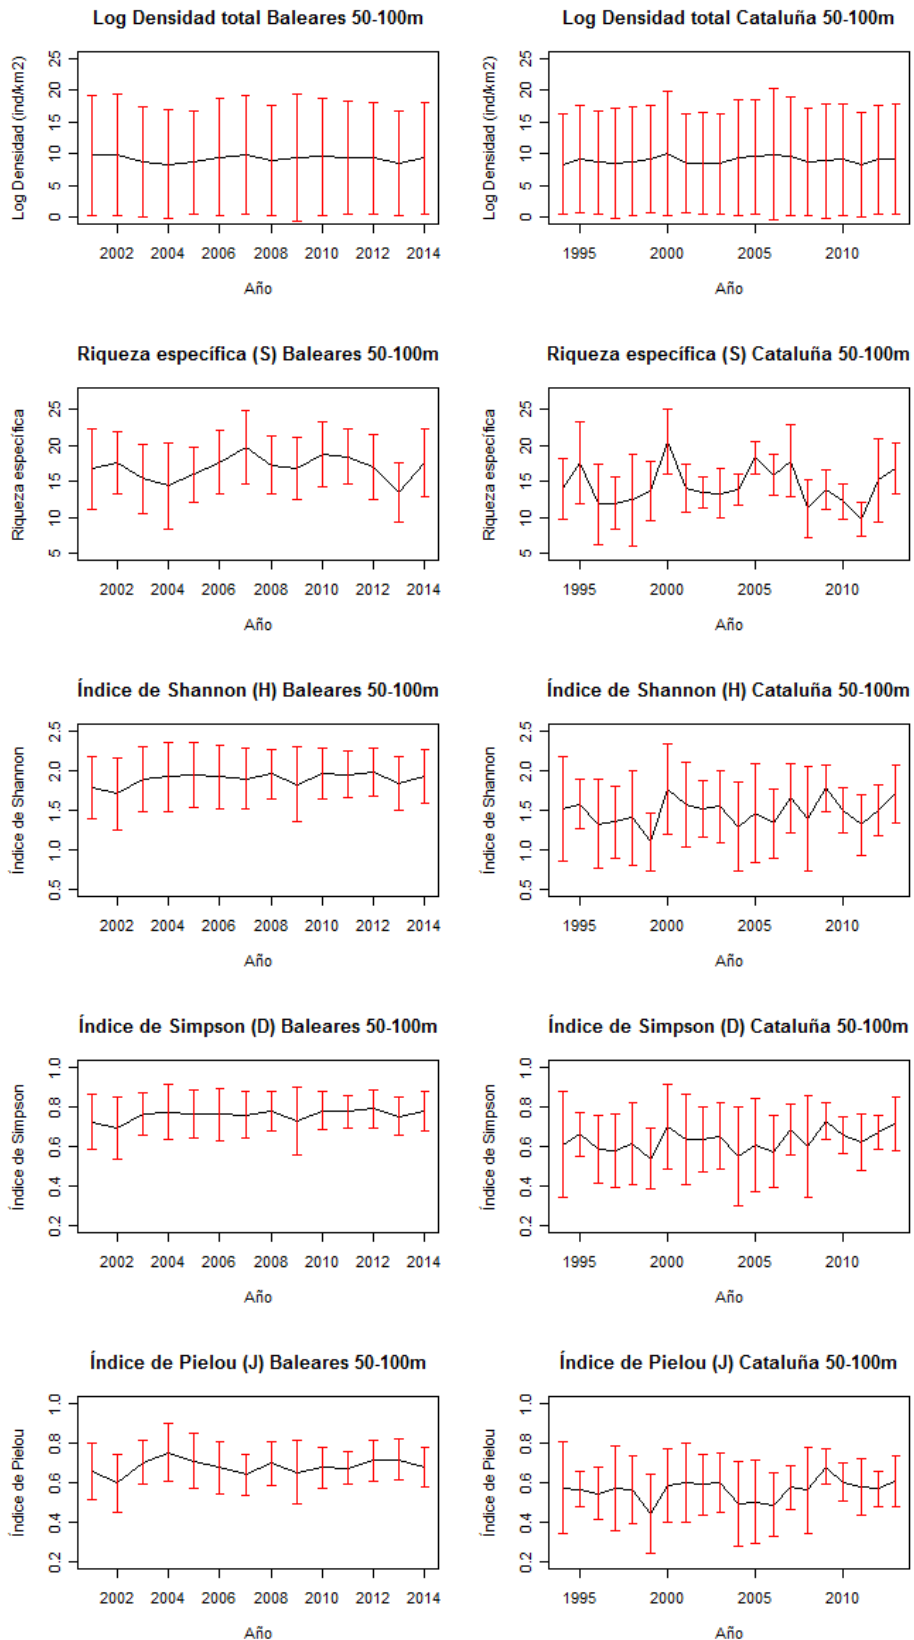 Log Densidad total Baleares 50-100m
Log Densidad (ind/km2)
25
20
15
10
5
0
2002 2004 2006 2008 2010 2012 2014
Año
Log Densidad total Cataluña 50-100m
Log Densidad (ind/km2)
25
20
15
10
5
0
1995 2000 2005 2010
Año
Riqueza específica (S) Baleares 50-100m
Riqueza específica
25
20
15
10
5
2002 2004 2006 2008 2010 2012 2014
Año
Riqueza específica (S) Cataluña 50-100m
Riqueza específica
25
20
15
10
5
1995 2000 2005 2010
Año
Índice de Shannon (H) Baleares 50-100m
Índice de Shannon
2.5
2.0
1.5
1.0
0.5
2002 2004 2006 2008 2010 2012 2014
Año
Índice de Shannon (H) Cataluña 50-100m
Índice de Shannon
2.5
2.0
1.5
1.0
0.5
1995 2000 2005 2010
Año
Índice de Simpson (D) Baleares 50-100m
Índice de Simpson
1.0
0.8
0.6
0.4
0.2
2002 2004 2006 2008 2010 2012 2014
Año
Índice de Simpson (D) Cataluña 50-100m
Índice de Simpson
1.0
0.8
0.6
0.4
0.2
1995 2000 2005 2010
Año
Índice de Pielou (J) Baleares 50-100m
Índice de Pielou
1.0
0.8
0.6
0.4
0.2
2002 2004 2006 2008 2010 2012 2014
Año
Índice de Pielou (J) Cataluña 50-100m
Índice de Pielou
1.0
0.8
0.6
0.4
0.2
1995 2000 2005 2010
Año